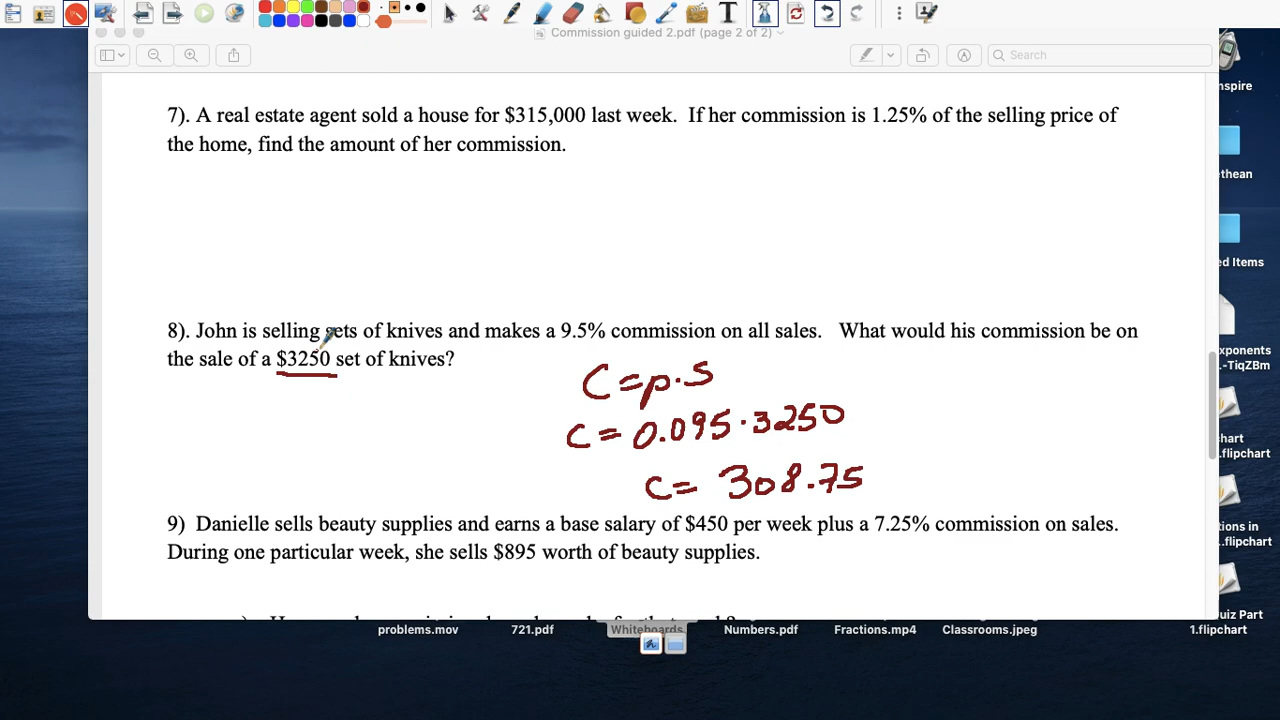 Commission guided 2.pdf (page 2 of 2)
Search
7). A real estate agent sold a house for $315,000 last week. If her commission is 1.25% of the selling price of
the home, find the amount of her commission.
8). John is selling sets of knives and makes a 9.5% commission on all sales. What would his commission be on
the sale of a $3250 set of knives?
C=p.S
C=0.095.3250
C= 308.75
9) Danielle sells beauty supplies and earns a base salary of $450 per week plus a 7.25% commission on sales.
During one particular week, she sells $895 worth of beauty supplies.
nspire
ethean
ed Items
xponents
L-TiqZBm
chart
.flipchart
tions in
..flipchart
Quiz Part
1.flipchart
problems.mov
721.pdf
Whiteboards
Numbers.pdf
Fractions.mp4
Classrooms.jpeg